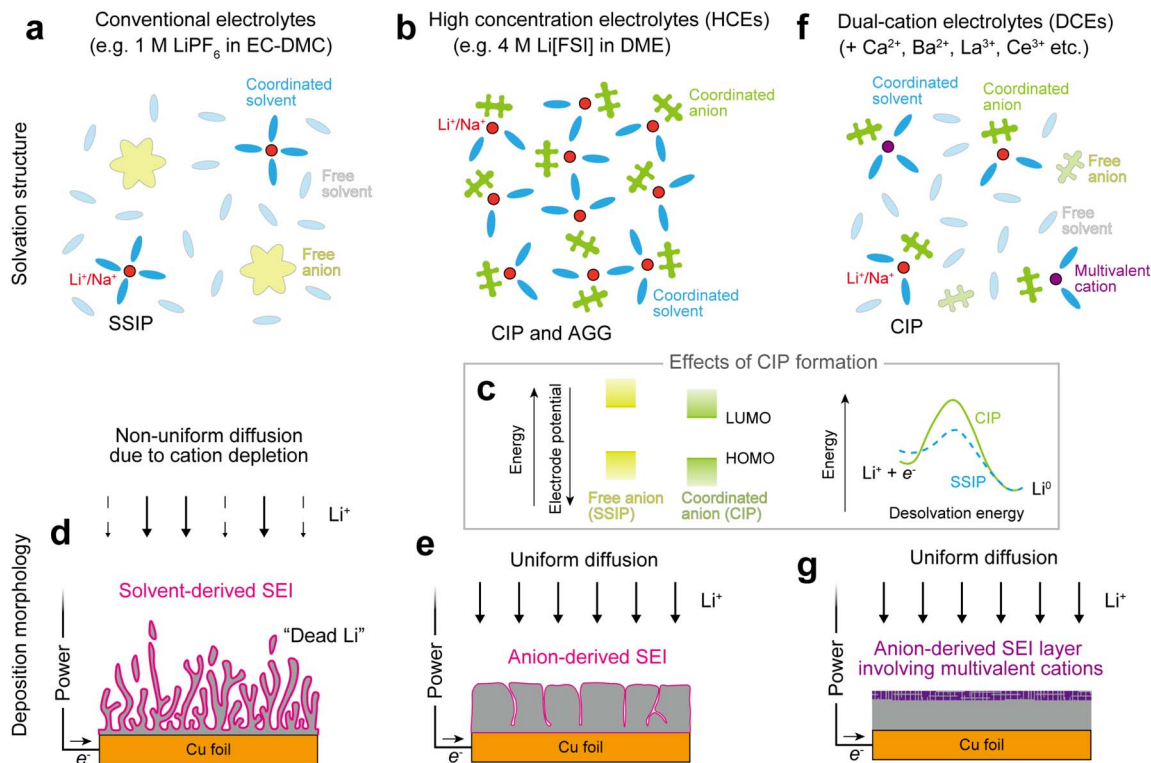 a
Conventional electrolytes
(e.g. 1 M LiPF₆ in EC-DMC)
Solvation structure
Coordinated
solvent
Free
solvent
Free
anion
Li⁺/Na⁺
SSIP
b
High concentration electrolytes (HCEs)
(e.g. 4 M Li[FSI] in DME)
Coordinated
anion
Li⁺/Na⁺
Coordinated
solvent
CIP and AGG
f
Dual-cation electrolytes (DCEs)
(+ Ca²⁺, Ba²⁺, La³⁺, Ce³⁺ etc.)
Coordinated
solvent
Coordinated
anion
Free
anion
Free
solvent
Li⁺/Na⁺
Multivalent
cation
CIP
Effects of CIP formation
c
Energy
Electrode potential
LUMO
HOMO
Free anion
(SSIP)
Coordinated
anion (CIP)
Energy
CIP
SSIP
Li⁺ + e⁻
Li⁰
Desolvation energy
Deposition morphology
Non-uniform diffusion
due to cation depletion
Li⁺
d
Solvent-derived SEI
“Dead Li”
Power
e⁻
Cu foil
e
Uniform diffusion
Li⁺
Anion-derived SEI
Power
e⁻
Cu foil
g
Uniform diffusion
Li⁺
Anion-derived SEI layer
involving multivalent cations
Power
e⁻
Cu foil